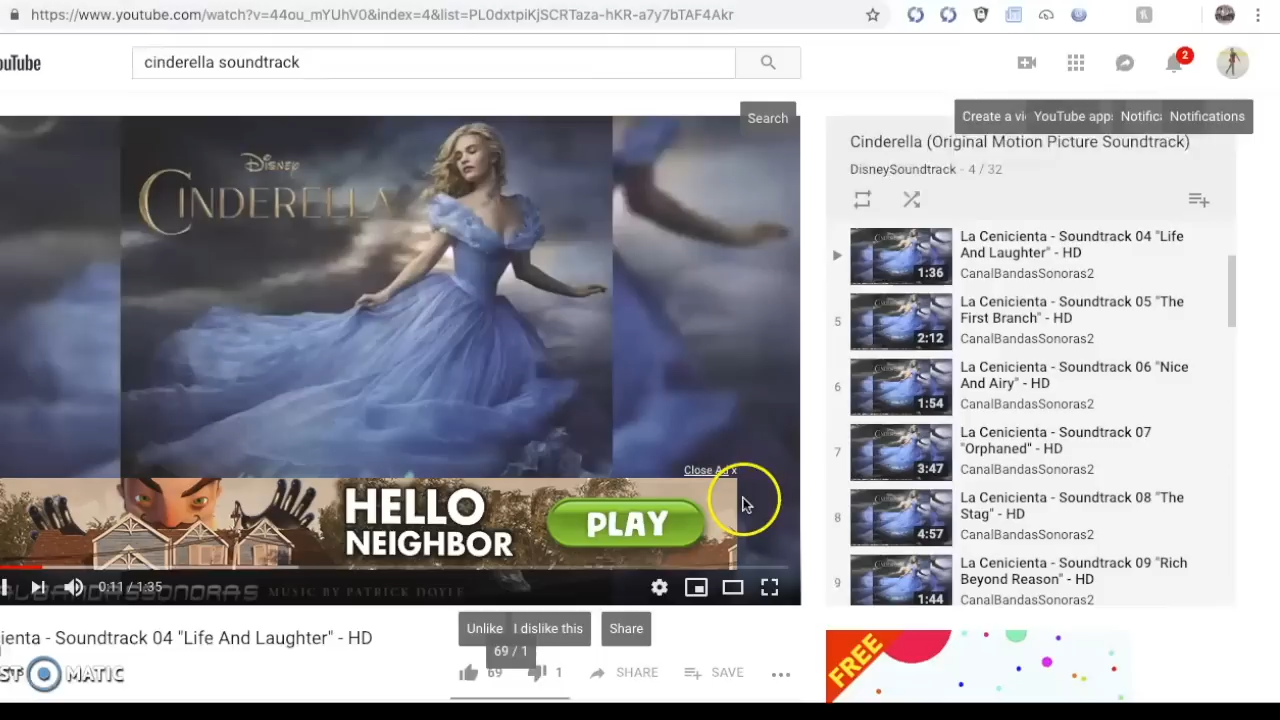 https://www.youtube.com/watch?v=44ou_mYUhV0&index=4&list=PL0dxtpiKjSCRTaza-hKR-a7y7bTAF4Akr
ouTube
cinderella soundtrack
2
Search
Create a vi
YouTube apps
Notifica
Notifications
Disney
CINDERELLA
Close Ad x
HELLO
NEIGHBOR
PLAY
0:11 / 1:35
MUSIC BY PATRICK DOYLE
cienta - Soundtrack 04 "Life And Laughter" - HD
Unlike
I dislike this
Share
69 / 1
69
1
SHARE
SAVE
ST MATIC
Cinderella (Original Motion Picture Soundtrack)
DisneySoundtrack - 4 / 32
La Cenicienta - Soundtrack 04 "Life
And Laughter" - HD
CanalBandasSonoras2
1:36
5
La Cenicienta - Soundtrack 05 "The
First Branch" - HD
CanalBandasSonoras2
2:12
6
La Cenicienta - Soundtrack 06 "Nice
And Airy" - HD
CanalBandasSonoras2
1:54
7
La Cenicienta - Soundtrack 07
"Orphaned" - HD
CanalBandasSonoras2
3:47
8
La Cenicienta - Soundtrack 08 "The
Stag" - HD
CanalBandasSonoras2
4:57
9
La Cenicienta - Soundtrack 09 "Rich
Beyond Reason" - HD
CanalBandasSonoras2
1:44
FREE